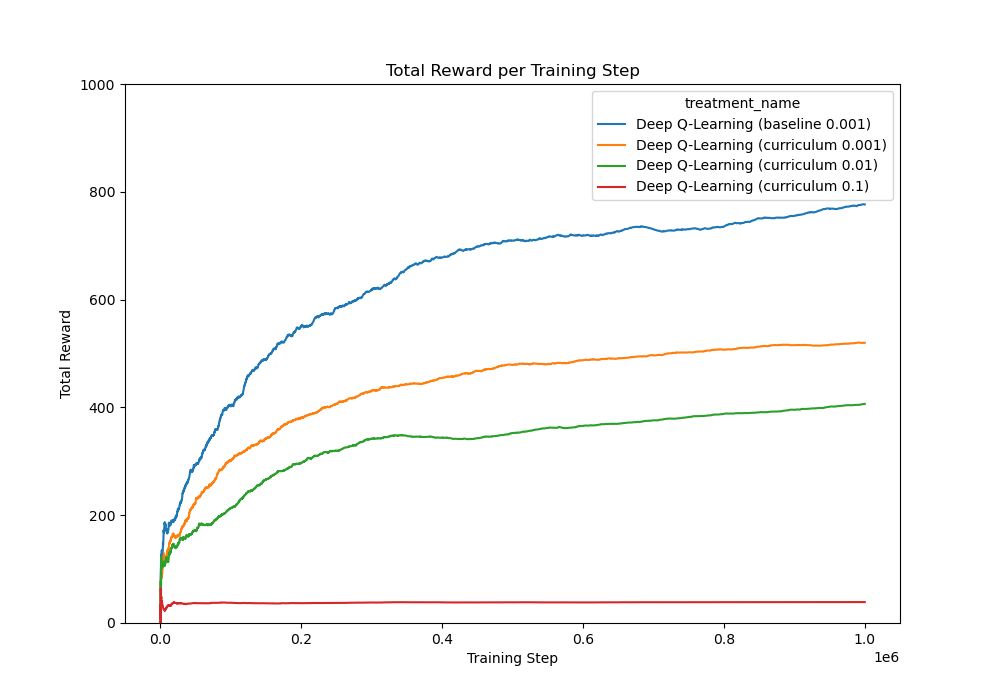 Total Reward per Training Step
1000
800
600
400
200
0
Total Reward
treatment_name
Deep Q-Learning (baseline 0.001)
Deep Q-Learning (curriculum 0.001)
Deep Q-Learning (curriculum 0.01)
Deep Q-Learning (curriculum 0.1)
0.0 0.2 0.4 0.6 0.8 1.0
1e6
Training Step